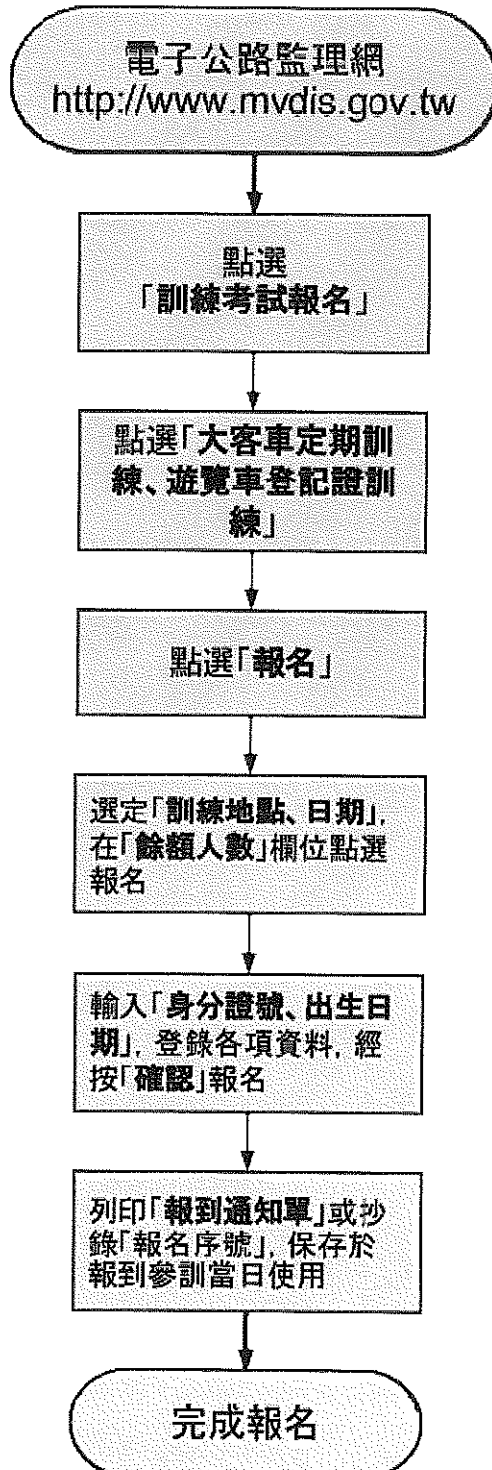 電子公路監理網
http://www.mvdis.gov.tw
點選
「訓練考試報名」
點選「大客車定期訓
練、遊覽車登記證訓
練」
點選「報名」
選定「訓練地點、日期」,
在「餘額人數」欄位點選
報名
輸入「身分證號、出生日
期」, 登錄各項資料, 經
按「確認」報名
列印「報到通知單」或抄
錄「報名序號」, 保存於
報到參訓當日使用
完成報名